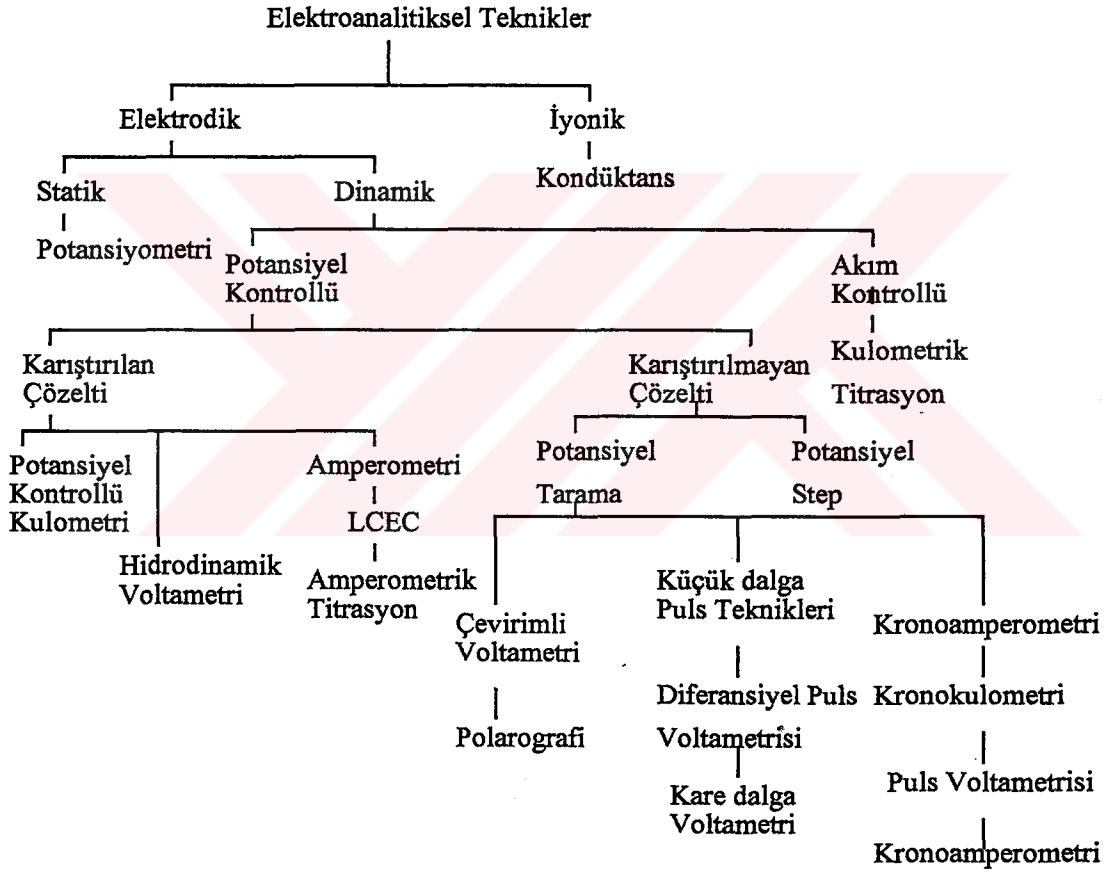 Elektroanalitiksel Teknikler
Elektrodik
İyonik
Statik
Dinamik
Kondüktans
Potansiyometri
Potansiyel
Kontrollü
Akım
Kontrollü
Karıştırılan
Çözelti
Karıştırılmayan
Çözelti
Kulometrik
Titrasyon
Potansiyel
Kontrollü
Kulometri
Hidrodinamik
Voltametri
Amperometri
LCEC
Amperometrik
Titrasyon
Potansiyel
Tarama
Potansiyel
Step
Çevirimli
Voltametri
Polarografi
Küçük dalga
Puls Teknikleri
Diferansiyel Puls
Voltametrisi
Kare dalga
Voltametri
Kronoamperometri
Kronokulometri
Puls Voltametrisi
Kronoamperometri